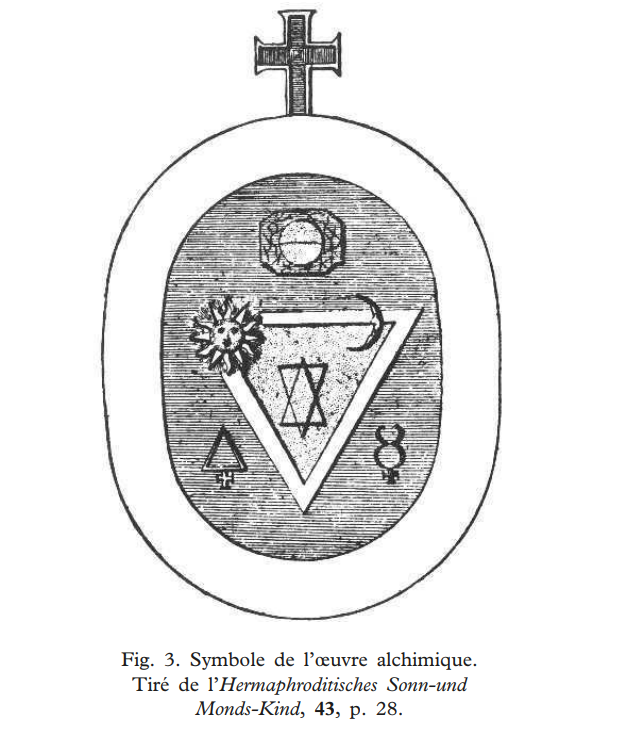 Fig. 3. Symbole de l'œuvre alchimique.
Tiré de l'Hermaphroditisches Sonn-und
Monds-Kind, 43, p. 28.